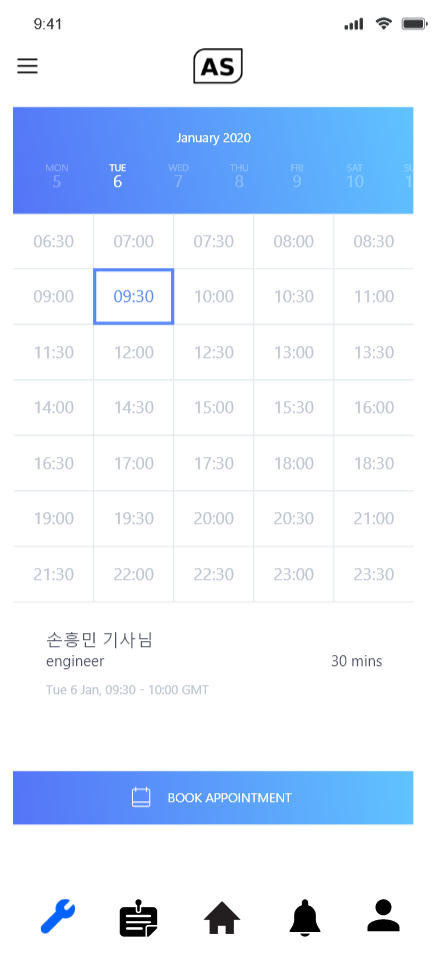 9:41
AS
January 2020
MON TUE WED THU FRI SAT
5 6 7 8 9 10
06:30 07:00 07:30 08:00 08:30
09:00 09:30 10:00 10:30 11:00
11:30 12:00 12:30 13:00 13:30
14:00 14:30 15:00 15:30 16:00
16:30 17:00 17:30 18:00 18:30
19:00 19:30 20:00 20:30 21:00
21:30 22:00 22:30 23:00 23:30
손흥민 기사님
engineer 30 mins
Tue 6 Jan, 09:30 - 10:00 GMT
BOOK APPOINTMENT